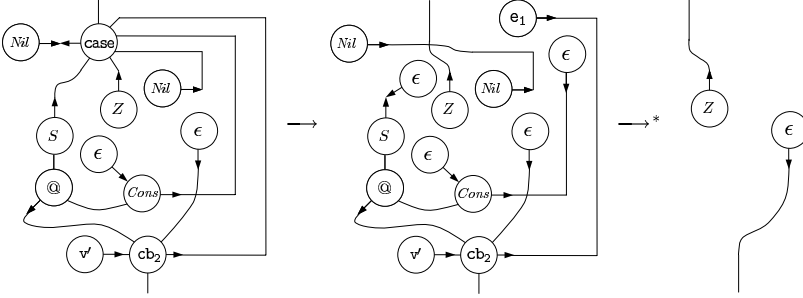 Nil case Nil Z S ϵ ϵ @ Cons v′ cb₂
⟶
Nil e₁ ϵ ϵ Nil Z S ϵ ϵ @ Cons v′ cb₂
⟶*
Z ϵ